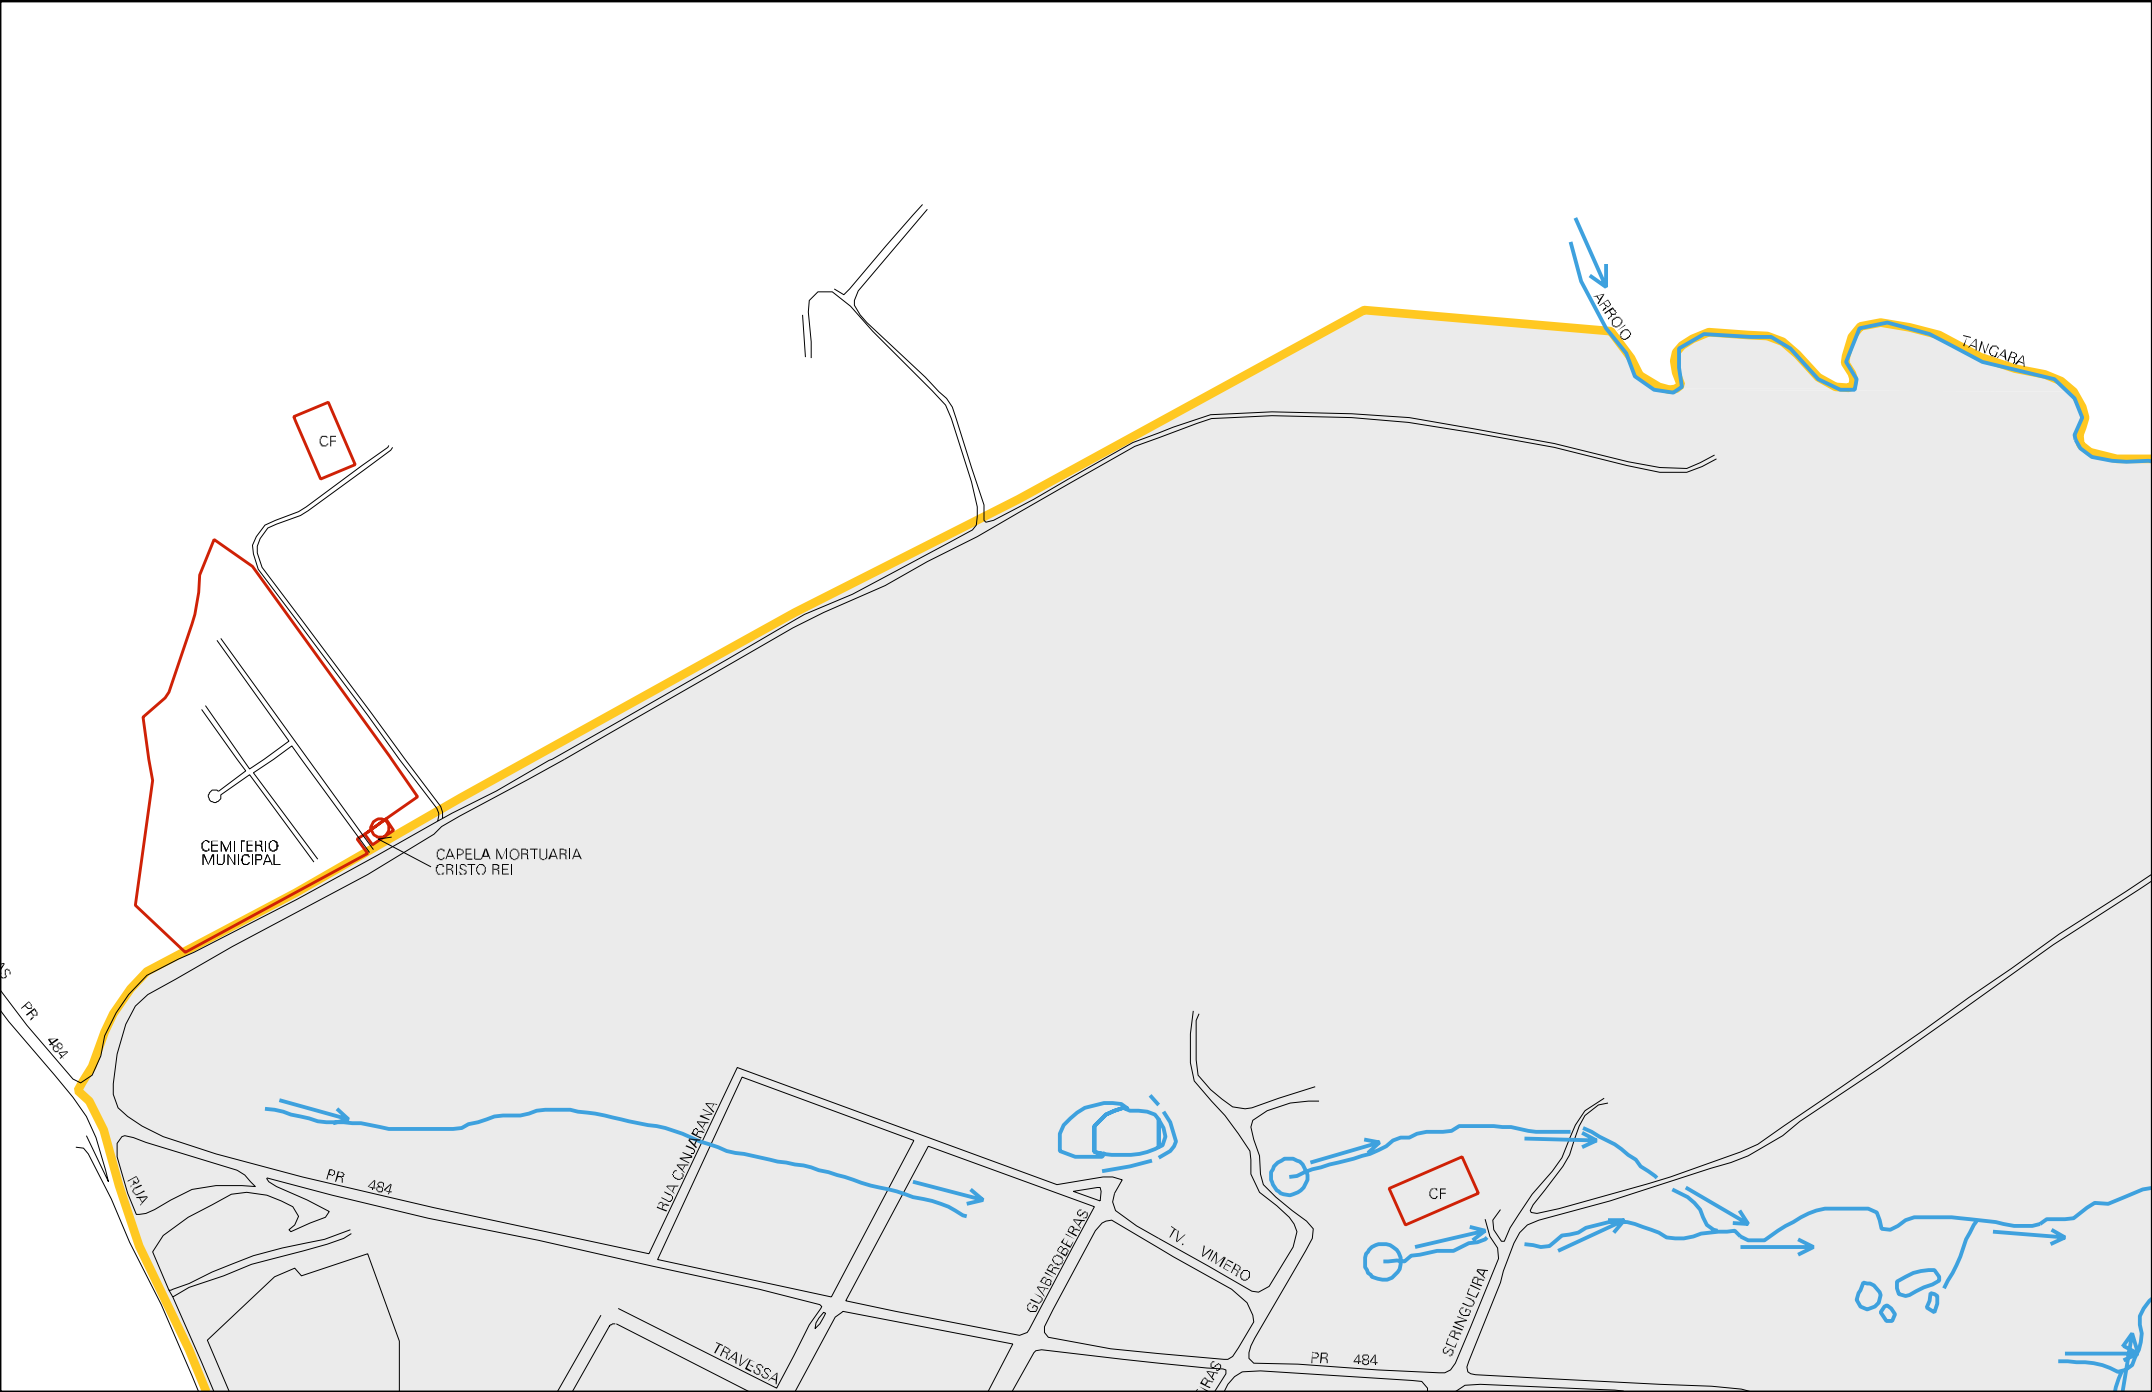 ARROIO
TANGARA
CF
CEMITERIO
MUNICIPAL
CAPELA MORTUARIA
CRISTO REI
PR 484
RUA
PR 484
RUA CANJARANA
GUABIROBEIRAS
TV. VIMERO
CF
SERINGUEIRA
TRAVESSA
PR 484